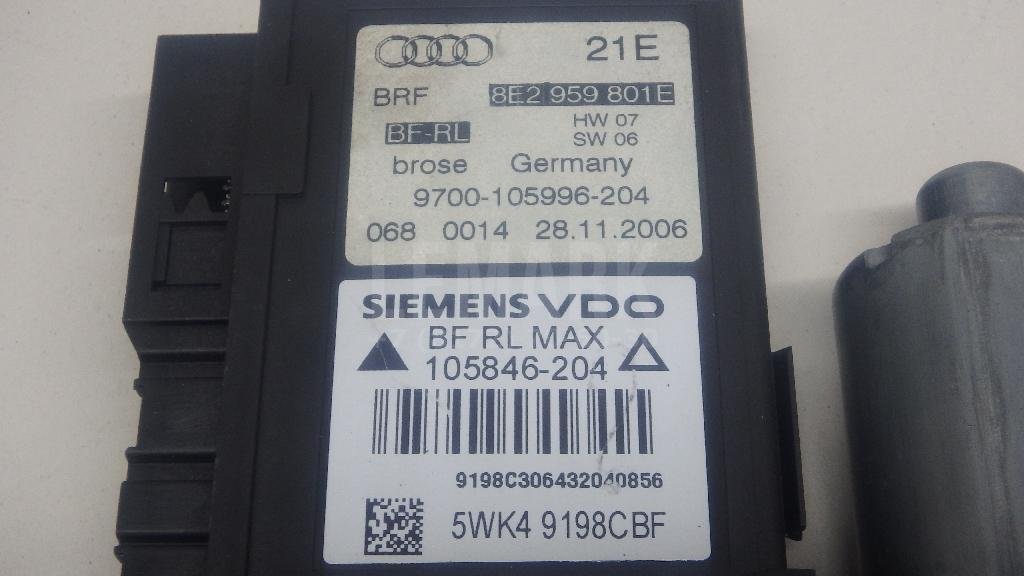 21E
BRF 8E2 959 801E
BF-RL HW 07
SW 06
brose Germany
9700-105996-204
068 0014 28.11.2006
LEMARK
SIEMENS VDO
BF RL MAX
105846-204
9198C306432040856
5WK4 9198CBF